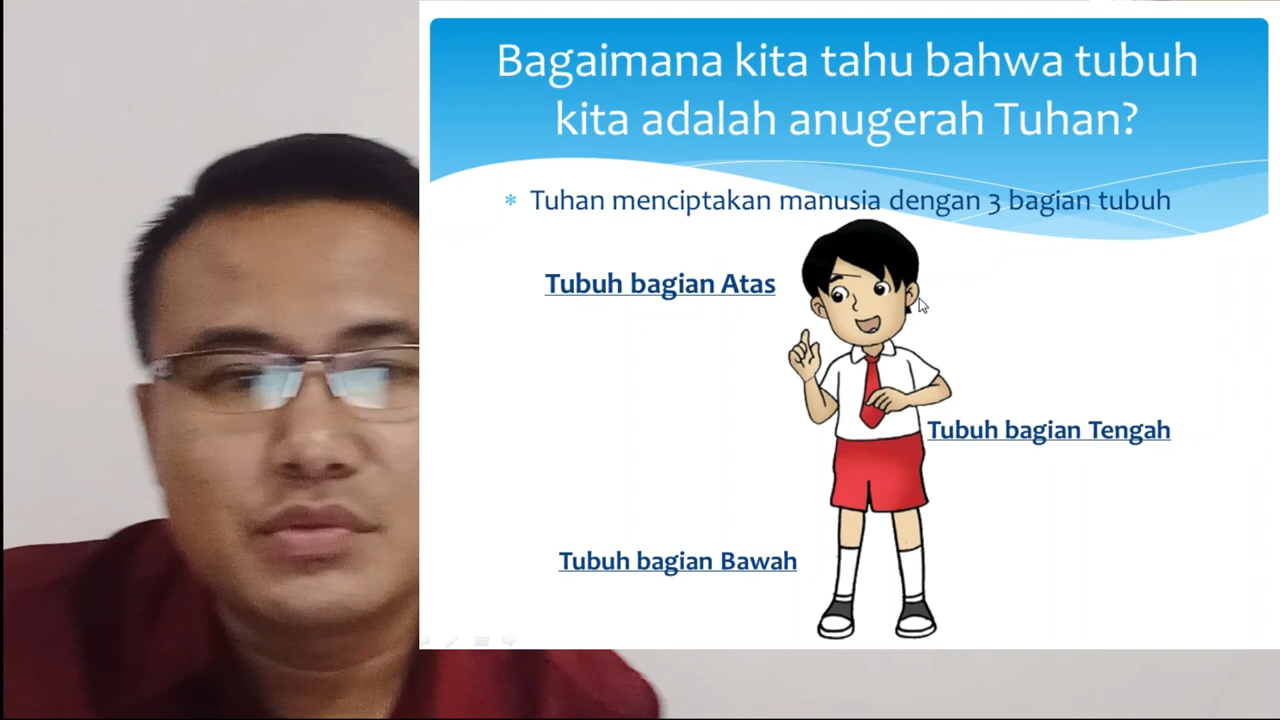 Bagaimana kita tahu bahwa tubuh
kita adalah anugerah Tuhan?
* Tuhan menciptakan manusia dengan 3 bagian tubuh
Tubuh bagian Atas
Tubuh bagian Tengah
Tubuh bagian Bawah